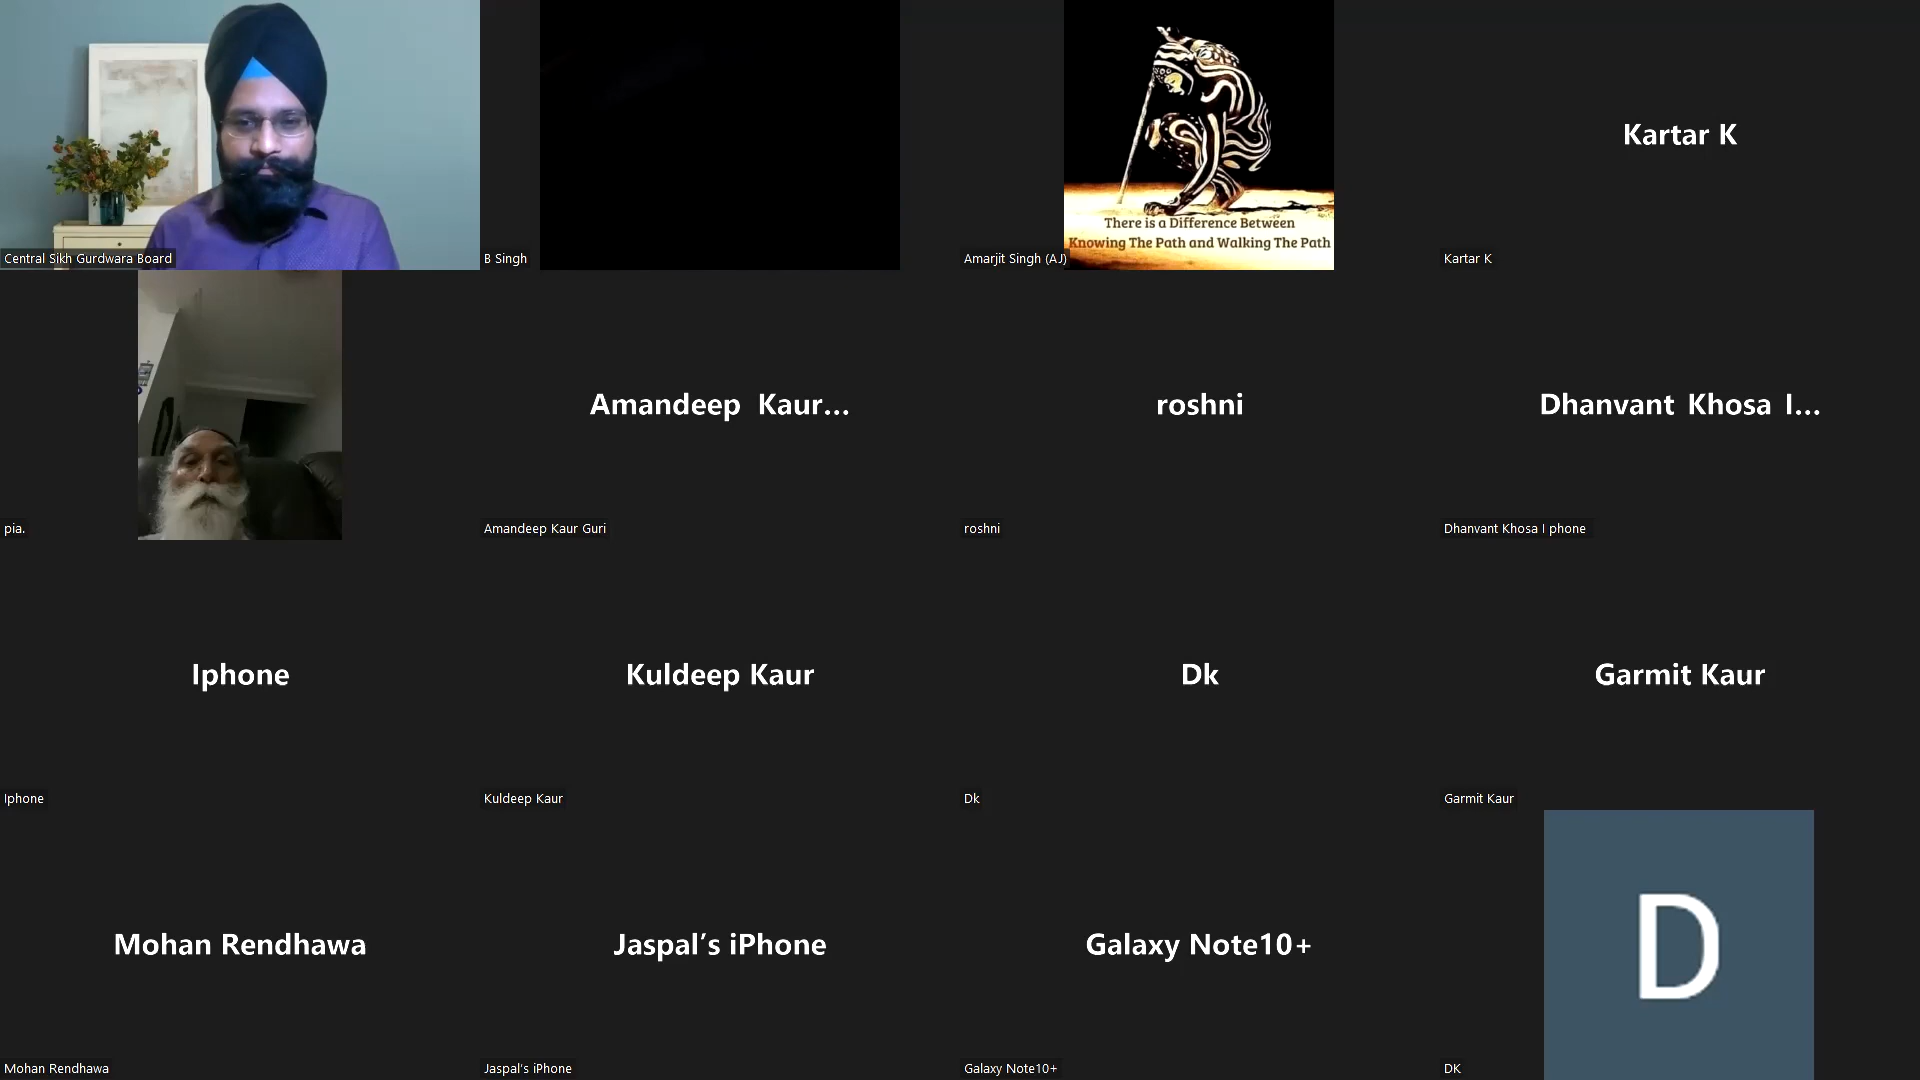 Central Sikh Gurdwara Board
B Singh
There is a Difference Between
Knowing The Path and Walking The Path
Amarjit Singh (AJ)
Kartar K
Kartar K
pia.
Amandeep Kaur...
Amandeep Kaur Guri
roshni
roshni
Dhanvant Khosa I...
Dhanvant Khosa I phone
Iphone
Iphone
Kuldeep Kaur
Kuldeep Kaur
Dk
Dk
Garmit Kaur
Garmit Kaur
Mohan Rendhawa
Mohan Rendhawa
Jaspal’s iPhone
Jaspal's iPhone
Galaxy Note10+
Galaxy Note10+
D
DK